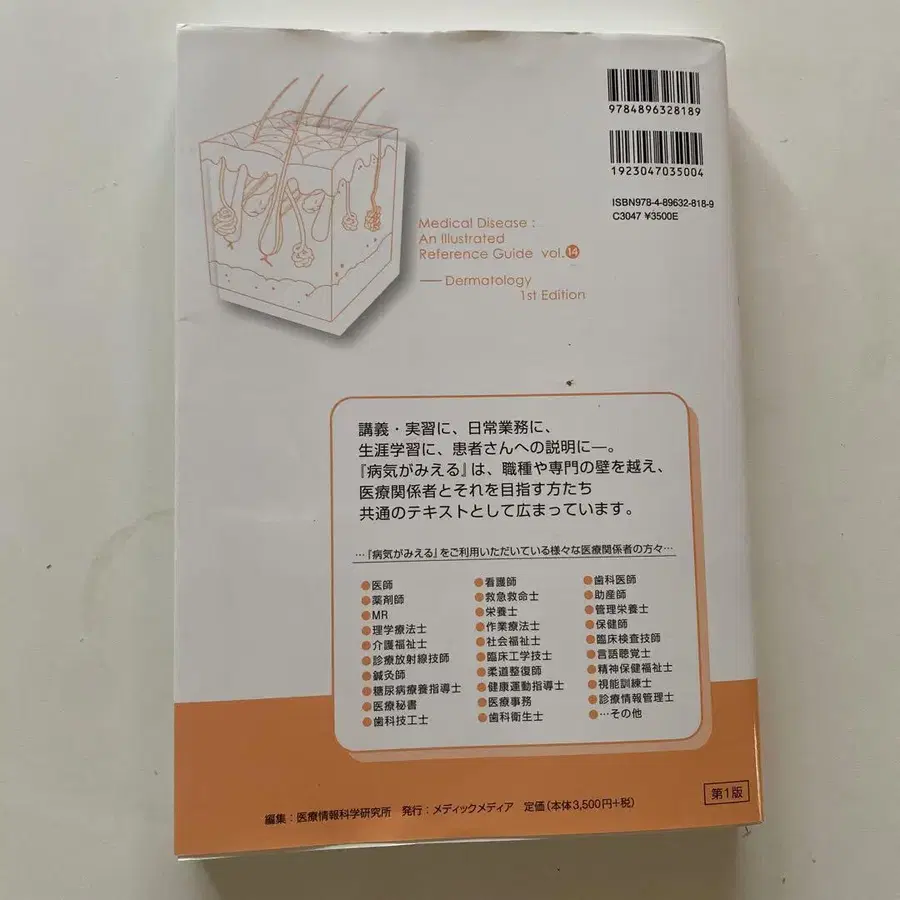 9784896328189
1923047035004
ISBN978-4-89632-818-9
C3047 ¥3500E
Medical Disease :
An Illustrated
Reference Guide vol.14
Dermatology
1st Edition
講義・実習に、日常業務に、
生涯学習に、患者さんへの説明に―。
『病気がみえる』は、職種や専門の壁を越え、
医療関係者とそれを目指す方たち
共通のテキストとして広まっています。
…『病気がみえる』をご利用いただいている様々な医療関係者の方々…
●医師
●薬剤師
●MR
●理学療法士
●介護福祉士
●診療放射線技師
●鍼灸師
●糖尿病療養指導士
●医療秘書
●歯科技工士
●看護師
●救急救命士
●栄養士
●作業療法士
●社会福祉士
●臨床工学技士
●柔道整復師
●健康運動指導士
●医療事務
●歯科衛生士
●歯科医師
●助産師
●管理栄養士
●保健師
●臨床検査技師
●言語聴覚士
●精神保健福祉士
●視能訓練士
●診療情報管理士
●…その他
第1版
編集：医療情報科学研究所 発行：メディックメディア 定価（本体3,500円+税）